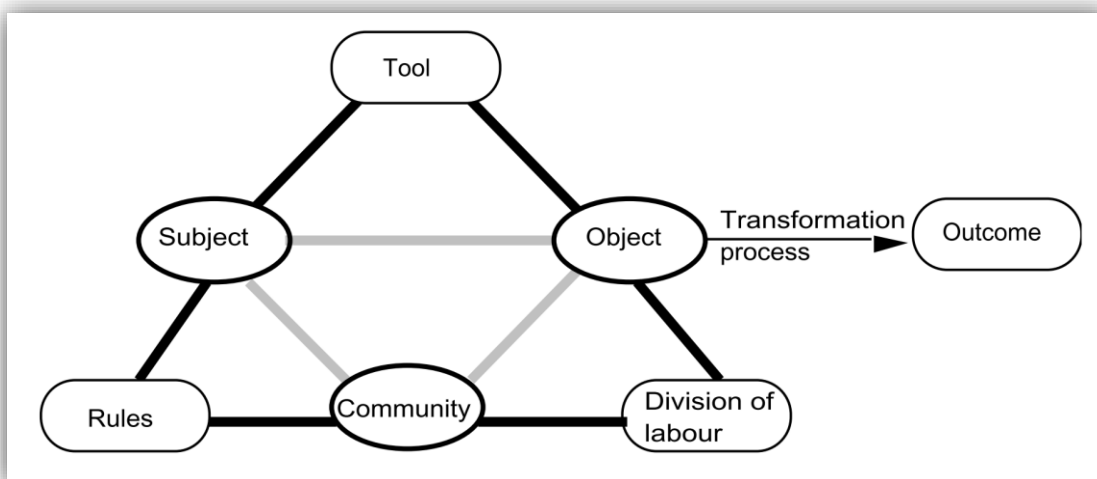 Tool
Subject
Object
Transformation
process
Outcome
Rules
Community
Division of
labour